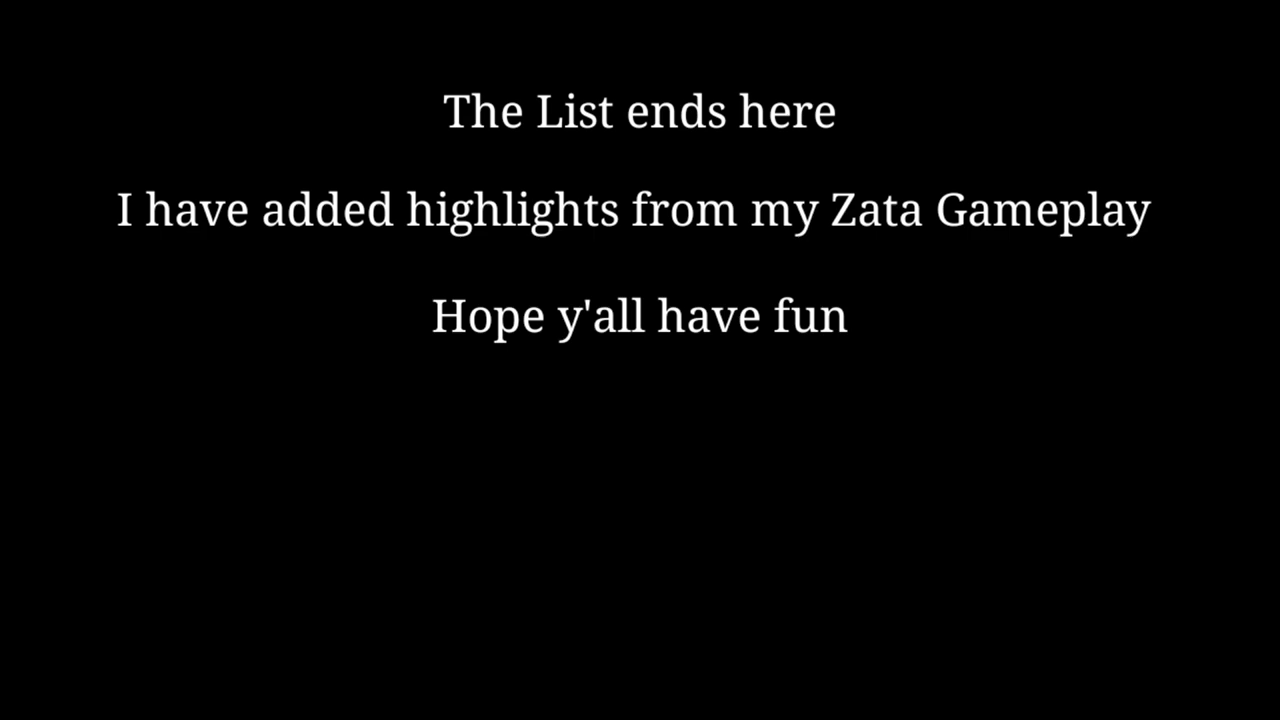 The List ends here
I have added highlights from my Zata Gameplay
Hope y'all have fun